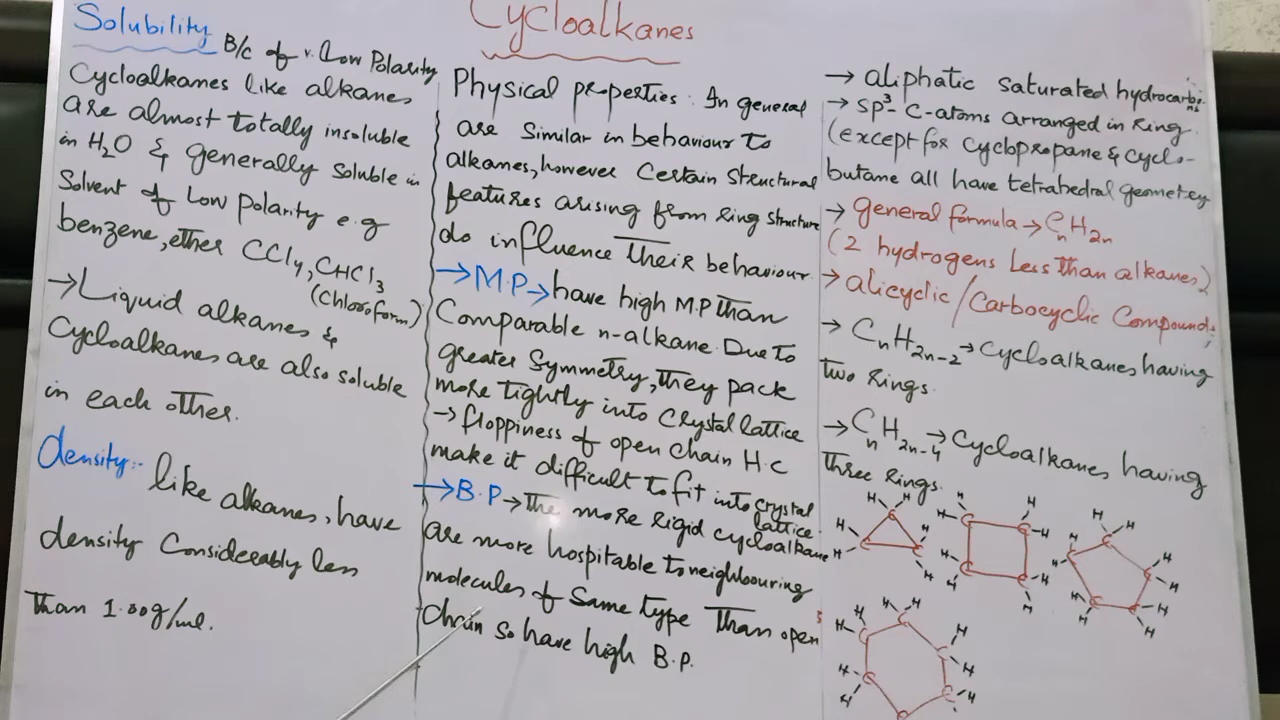 Cycloalkanes
Solubility
B/c of v. Low Polarity
Cycloalkanes like alkanes
are almost totally insoluble
in H2O & generally soluble in
Solvent of Low Polarity e.g
benzene, ether CCl4, CHCl3
(Chloroform)
→ Liquid alkanes &
Cycloalkanes are also soluble
in each other.
density:- like alkanes, have
density Considerably less
Than 1.00g/ml.
Physical properties: In general
are Similar in behaviour to
alkanes, however Certain Structural
features arising from Ring structure
do influence Their behaviour.
→ M.P → have high M.P Than
Comparable n-alkane. Due to
greater Symmetry, they pack
more tightly into Crystal lattice
→ floppiness of open chain H.C
make it difficult to fit into crystal
lattice
→ B.P → The more rigid cycloalkane
are more hospitable to neighbouring
molecules of Same type Than open
Chain so have high B.P.
→ aliphatic saturated hydrocarbons
→ SP3- C-atoms arranged in Ring.
(except for Cyclopropane & Cyclo-
butane all have tetrahedral geometry
→ general formula → CnH2n
(2 hydrogens Less than alkanes)
→ alicyclic / Carbocyclic Compounds
→ CnH2n-2 → Cycloalkanes having
two Rings.
→ CnH2n-4 → Cycloalkanes having
Three Rings.